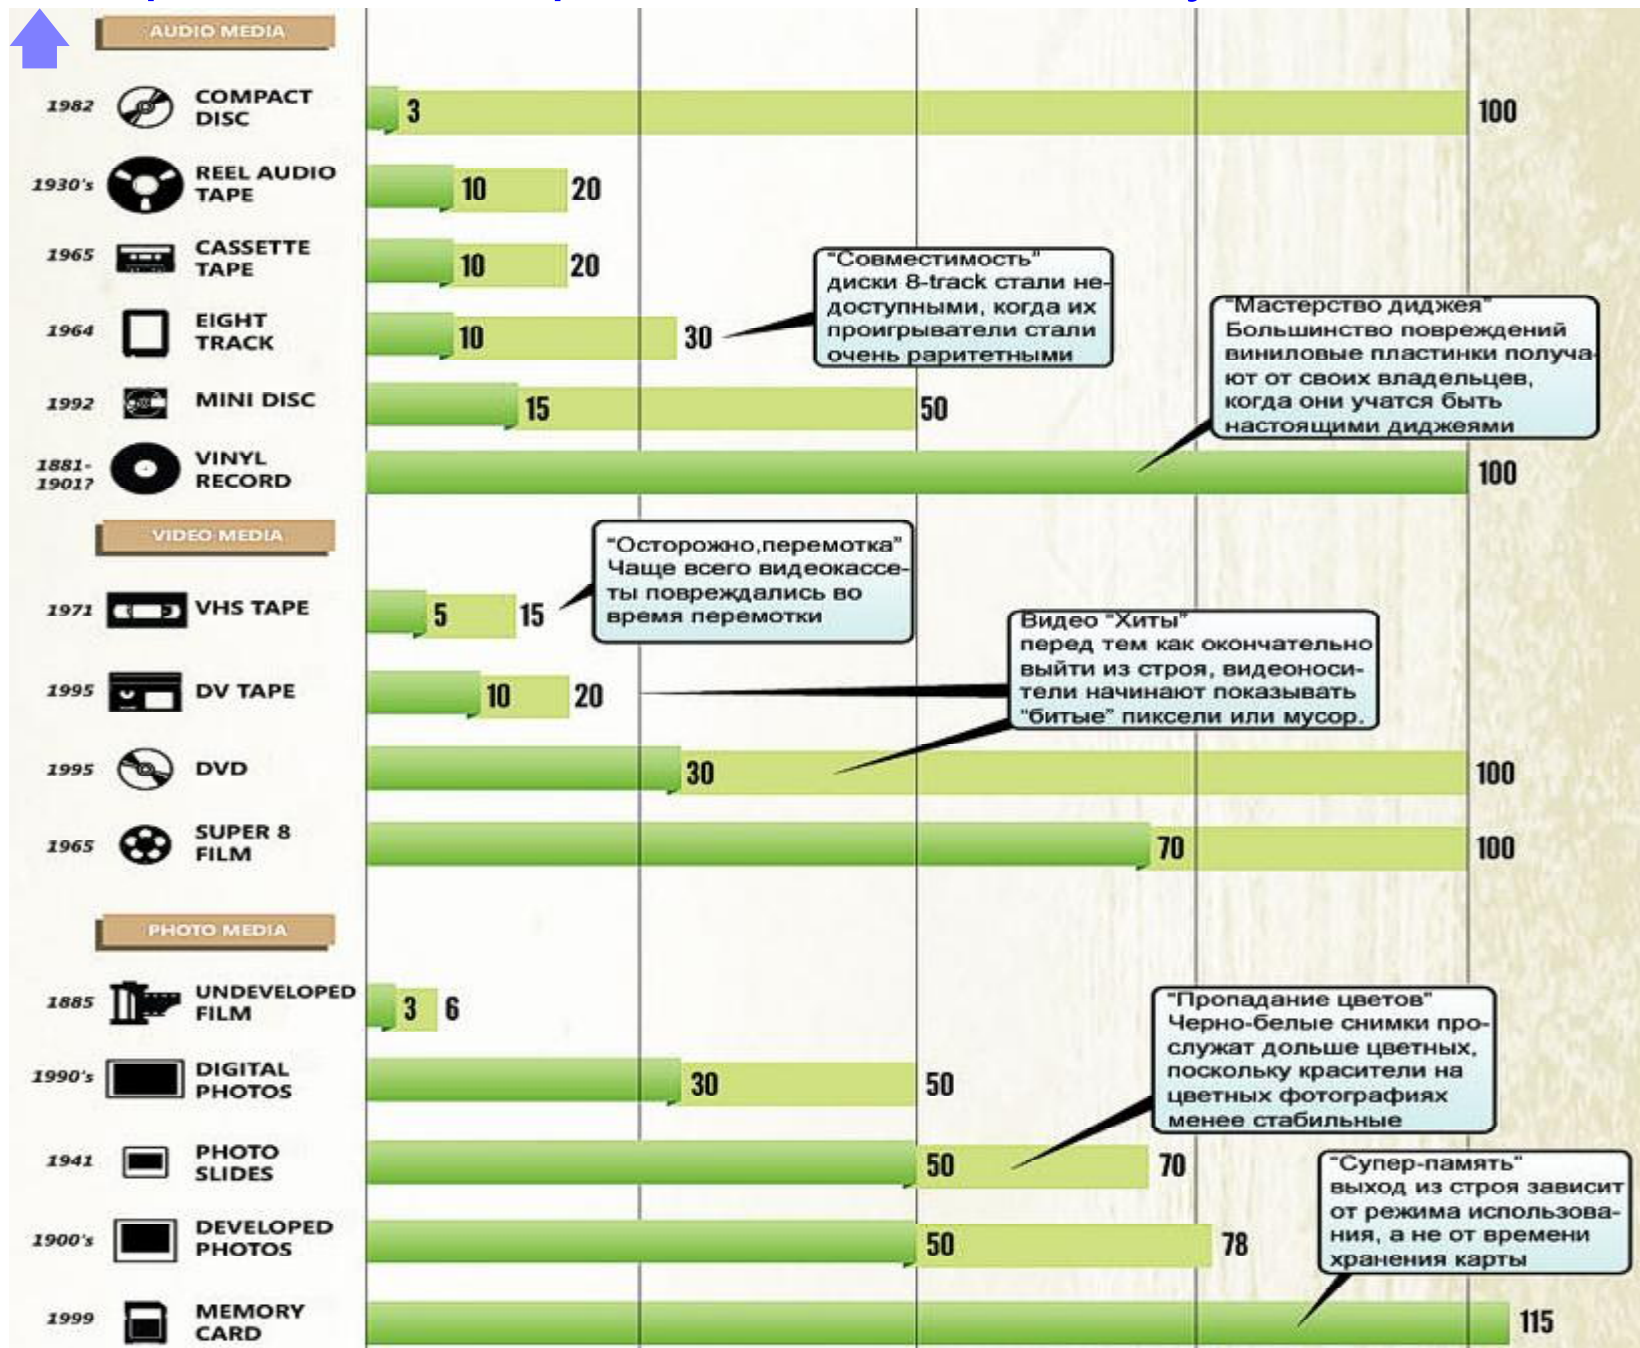 AUDIO MEDIA
1982
COMPACT
DISC
3
100
1930's
REEL AUDIO
TAPE
10
20
1965
CASSETTE
TAPE
10
20
1964
EIGHT
TRACK
10
30
"Совместимость"
диски 8-track стали не-
доступными, когда их
проигрыватели стали
очень раритетными
"Мастерство диджея"
Большинство повреждений
виниловые пластинки получа-
ют от своих владельцев,
когда они учатся быть
настоящими диджеями
1992
MINI DISC
15
50
1881-
1901?
VINYL
RECORD
100
VIDEO MEDIA
"Осторожно,перемотка"
Чаще всего видеокассе-
ты повреждались во
время перемотки
1971
VHS TAPE
5
15
Видео "Хиты"
перед тем как окончательно
выйти из строя, видеоноси-
тели начинают показывать
"битые" пиксели или мусор.
1995
DV TAPE
10
20
1995
DVD
30
100
1965
SUPER 8
FILM
70
100
PHOTO MEDIA
1885
UNDEVELOPED
FILM
3
6
"Пропадание цветов"
Черно-белые снимки про-
служат дольше цветных,
поскольку красители на
цветных фотографиях
менее стабильные
1990's
DIGITAL
PHOTOS
30
50
1941
PHOTO
SLIDES
50
70
"Супер-память"
выход из строя зависит
от режима использова-
ния, а не от времени
хранения карты
1900's
DEVELOPED
PHOTOS
50
78
1999
MEMORY
CARD
115